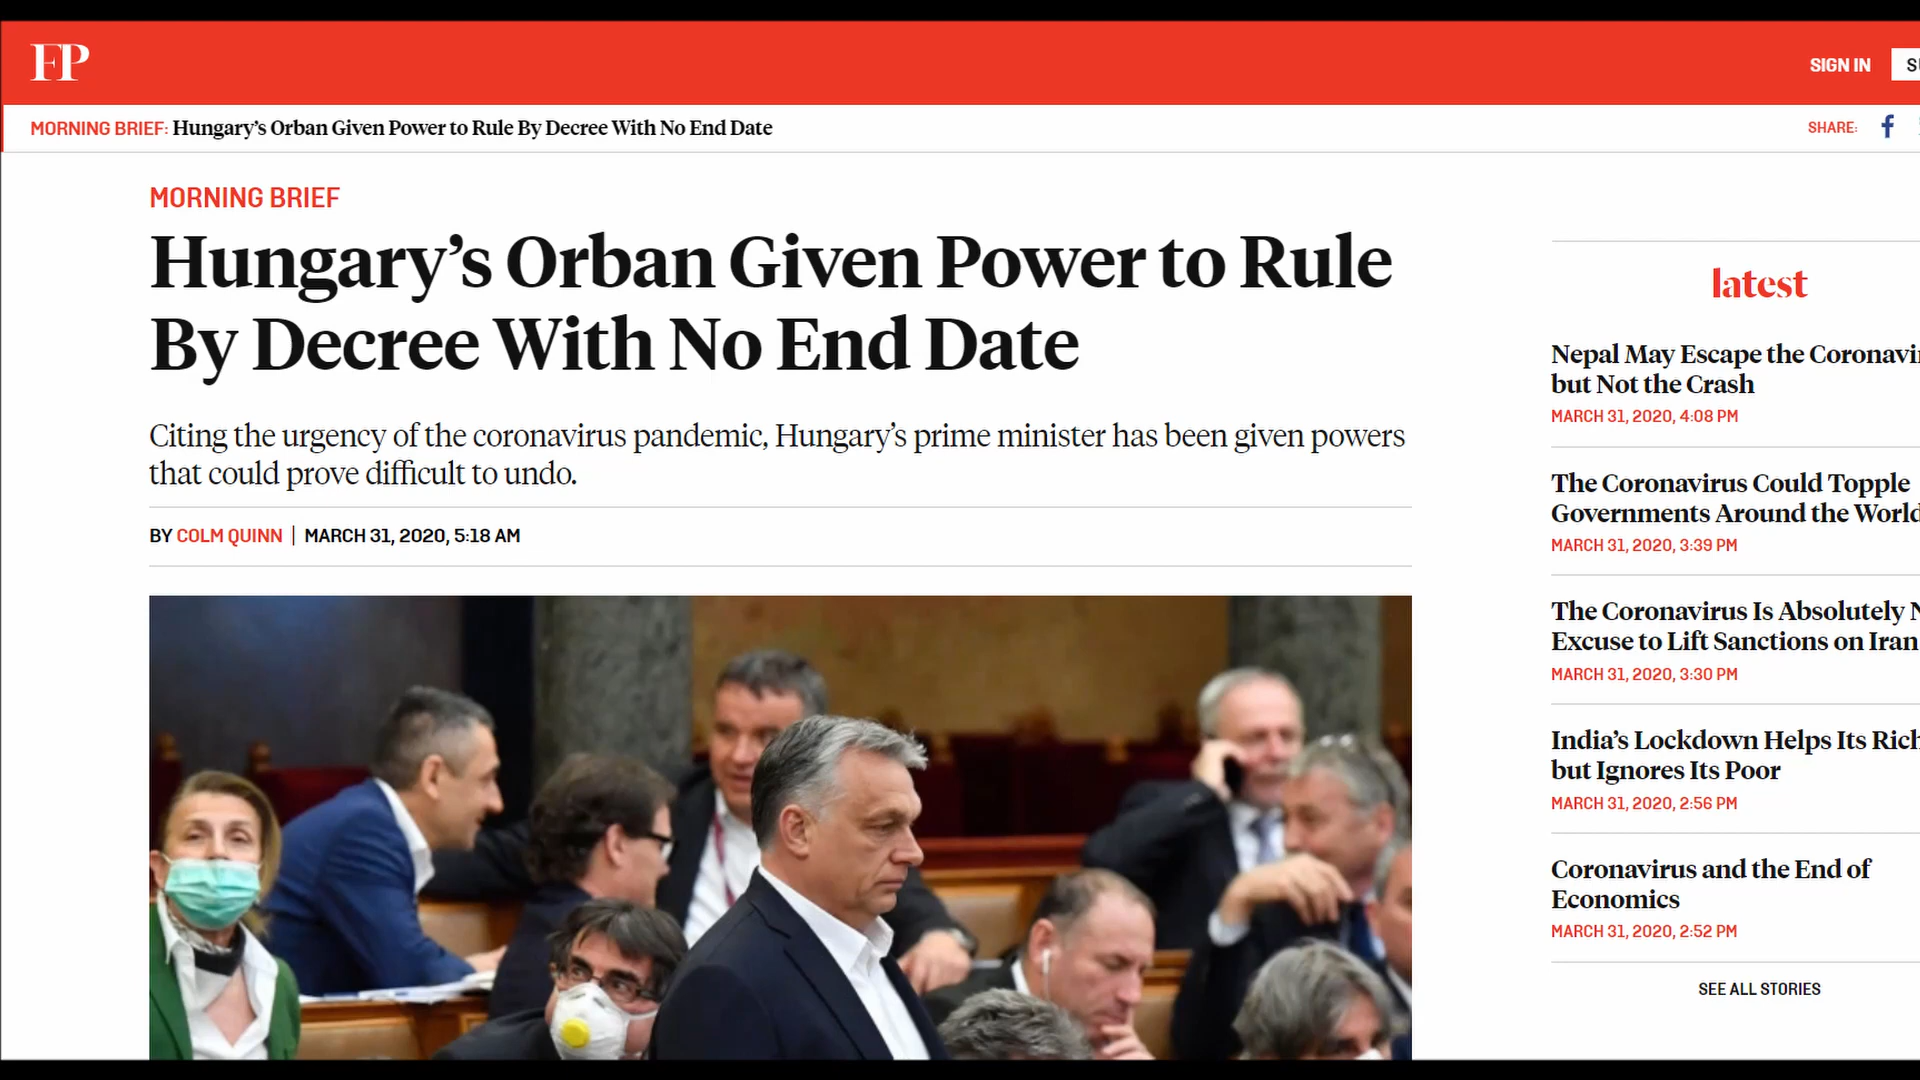 FP
SIGN IN
MORNING BRIEF: Hungary's Orban Given Power to Rule By Decree With No End Date
SHARE:
MORNING BRIEF
Hungary's Orban Given Power to Rule
By Decree With No End Date
Citing the urgency of the coronavirus pandemic, Hungary's prime minister has been given powers
that could prove difficult to undo.
BY COLM QUINN | MARCH 31, 2020, 5:18 AM
latest
Nepal May Escape the
but Not the Crash
MARCH 31, 2020, 4:08 PM
The Coronavirus Could Topple
Governments Around the World
MARCH 31, 2020, 3:39 PM
The Coronavirus Is Absolutely
Excuse to Lift Sanctions on Iran
MARCH 31, 2020, 3:30 PM
India's Lockdown Helps Its Rich
but Ignores Its Poor
MARCH 31, 2020, 2:56 PM
Coronavirus and the End of
Economics
MARCH 31, 2020, 2:52 PM
SEE ALL STORIES